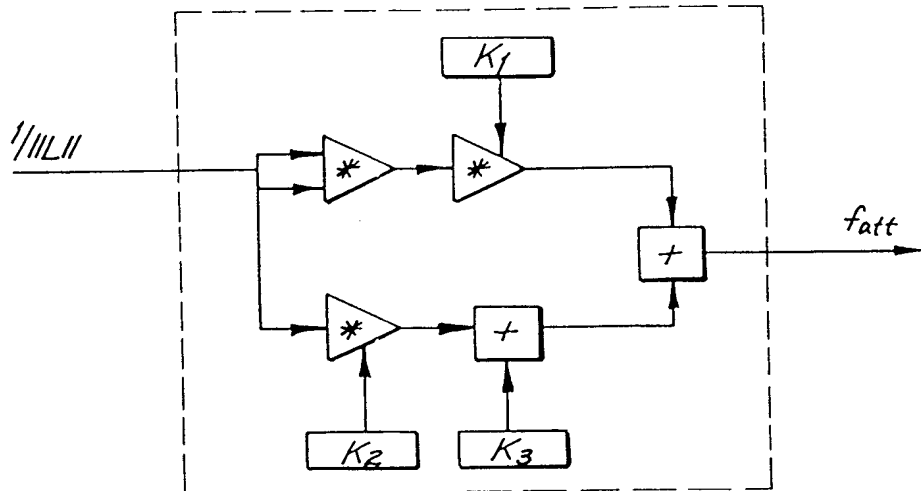 K1
1/||L||
*
*
fatt
+
*
+
K2
K3